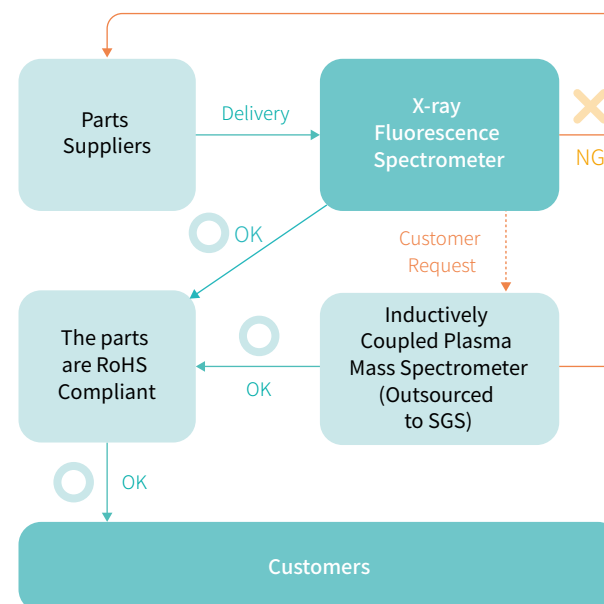 Parts
Suppliers
Delivery
X-ray
Fluorescence
Spectrometer
NG
OK
Customer
Request
The parts
are RoHS
Compliant
OK
Inductively
Coupled Plasma
Mass Spectrometer
(Outsourced
to SGS)
OK
Customers